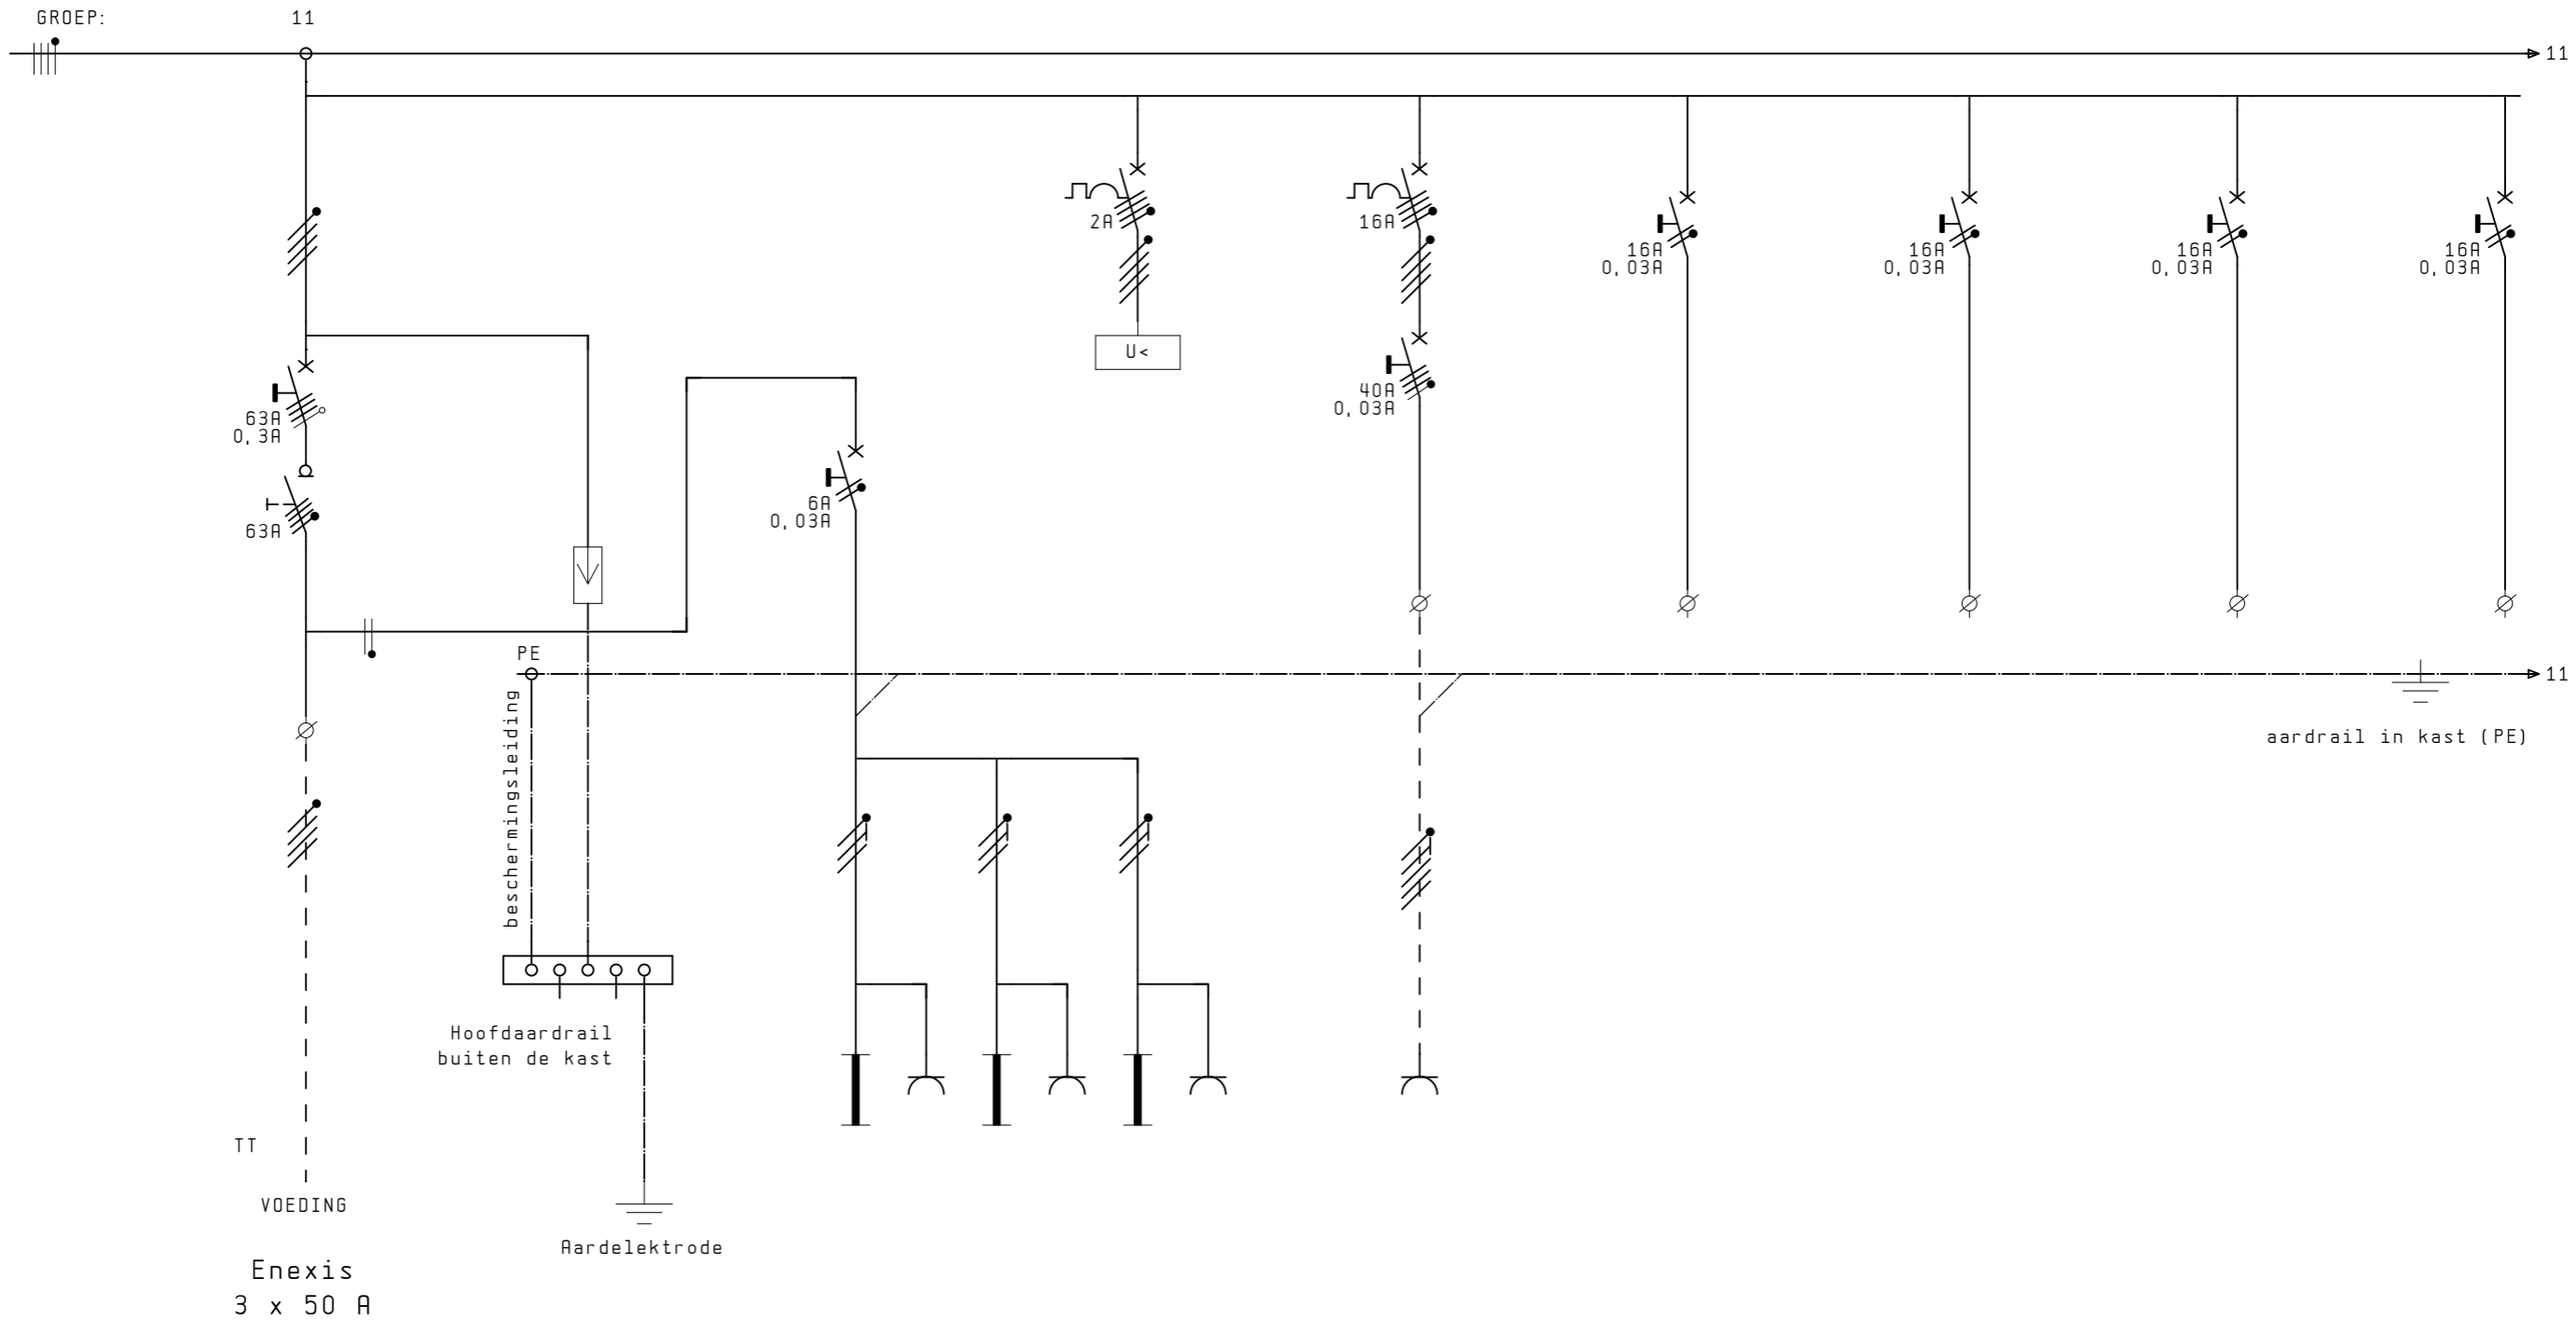 GROEP:
11
11
2A
16A
16A
0,03A
16A
0,03A
16A
0,03A
16A
0,03A
U<
40A
0,03A
63A
0,3A
63A
6A
0,03A
PE
11
beschermingsleiding
aardrail in kast (PE)
Hoofdaardrail
buiten de kast
TT
VOEDING
Aardelektrode
Enexis
3 x 50 A